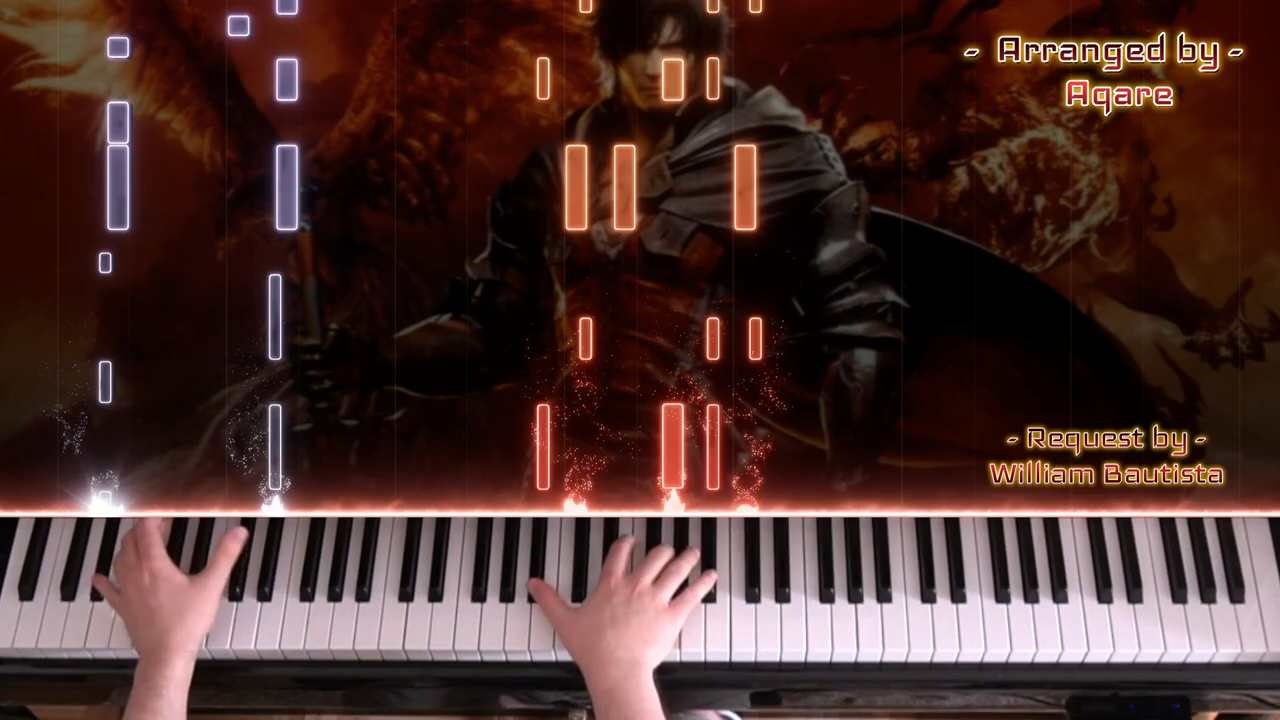 - Arranged by -
Aqare
- Request by -
William Bautista